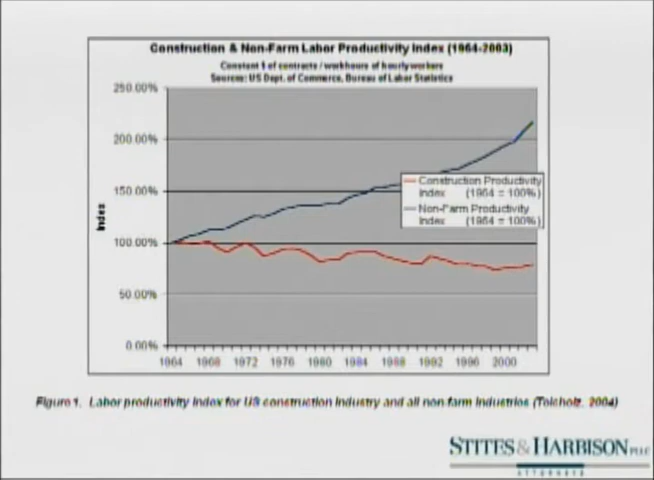 Construction & Non-Farm Labor Productivity Index (1964-2003)
Constant $ of contracts / workhours of hourly workers
Sources: US Dept. of Commerce, Bureau of Labor Statistics
250.00%
200.00%
150.00%
100.00%
50.00%
0.00%
Index
Construction Productivity
Index (1964 = 100%)
Non-Farm Productivity
Index (1964 = 100%)
1964 1968 1972 1976 1980 1984 1988 1992 1996 2000
Figure 1. Labor productivity index for US construction industry and all non-farm industries (Teicholz, 2004)
STITES & HARBISON PLLC
ATTORNEYS